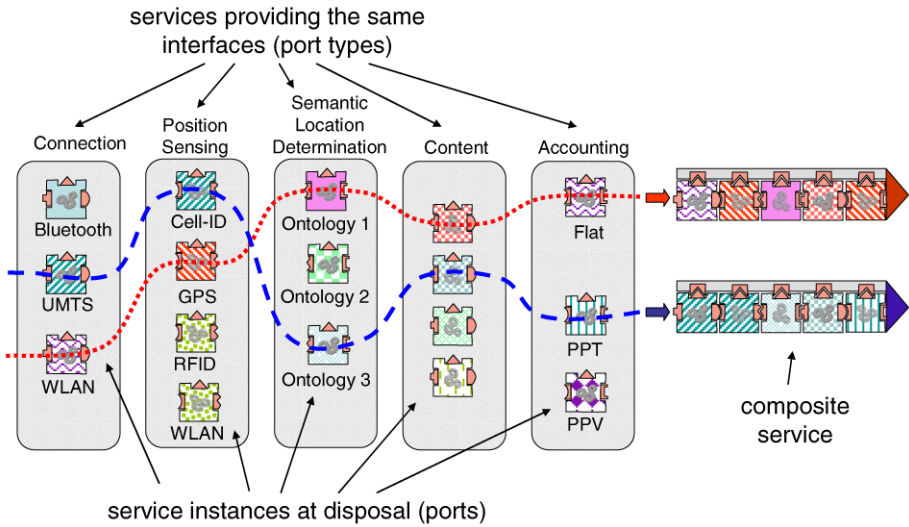 services providing the same
interfaces (port types)
Connection
Position
Sensing
Semantic
Location
Determination
Content
Accounting
Bluetooth
UMTS
WLAN
Cell-ID
GPS
RFID
WLAN
Ontology 1
Ontology 2
Ontology 3
Flat
PPT
PPV
composite
service
service instances at disposal (ports)